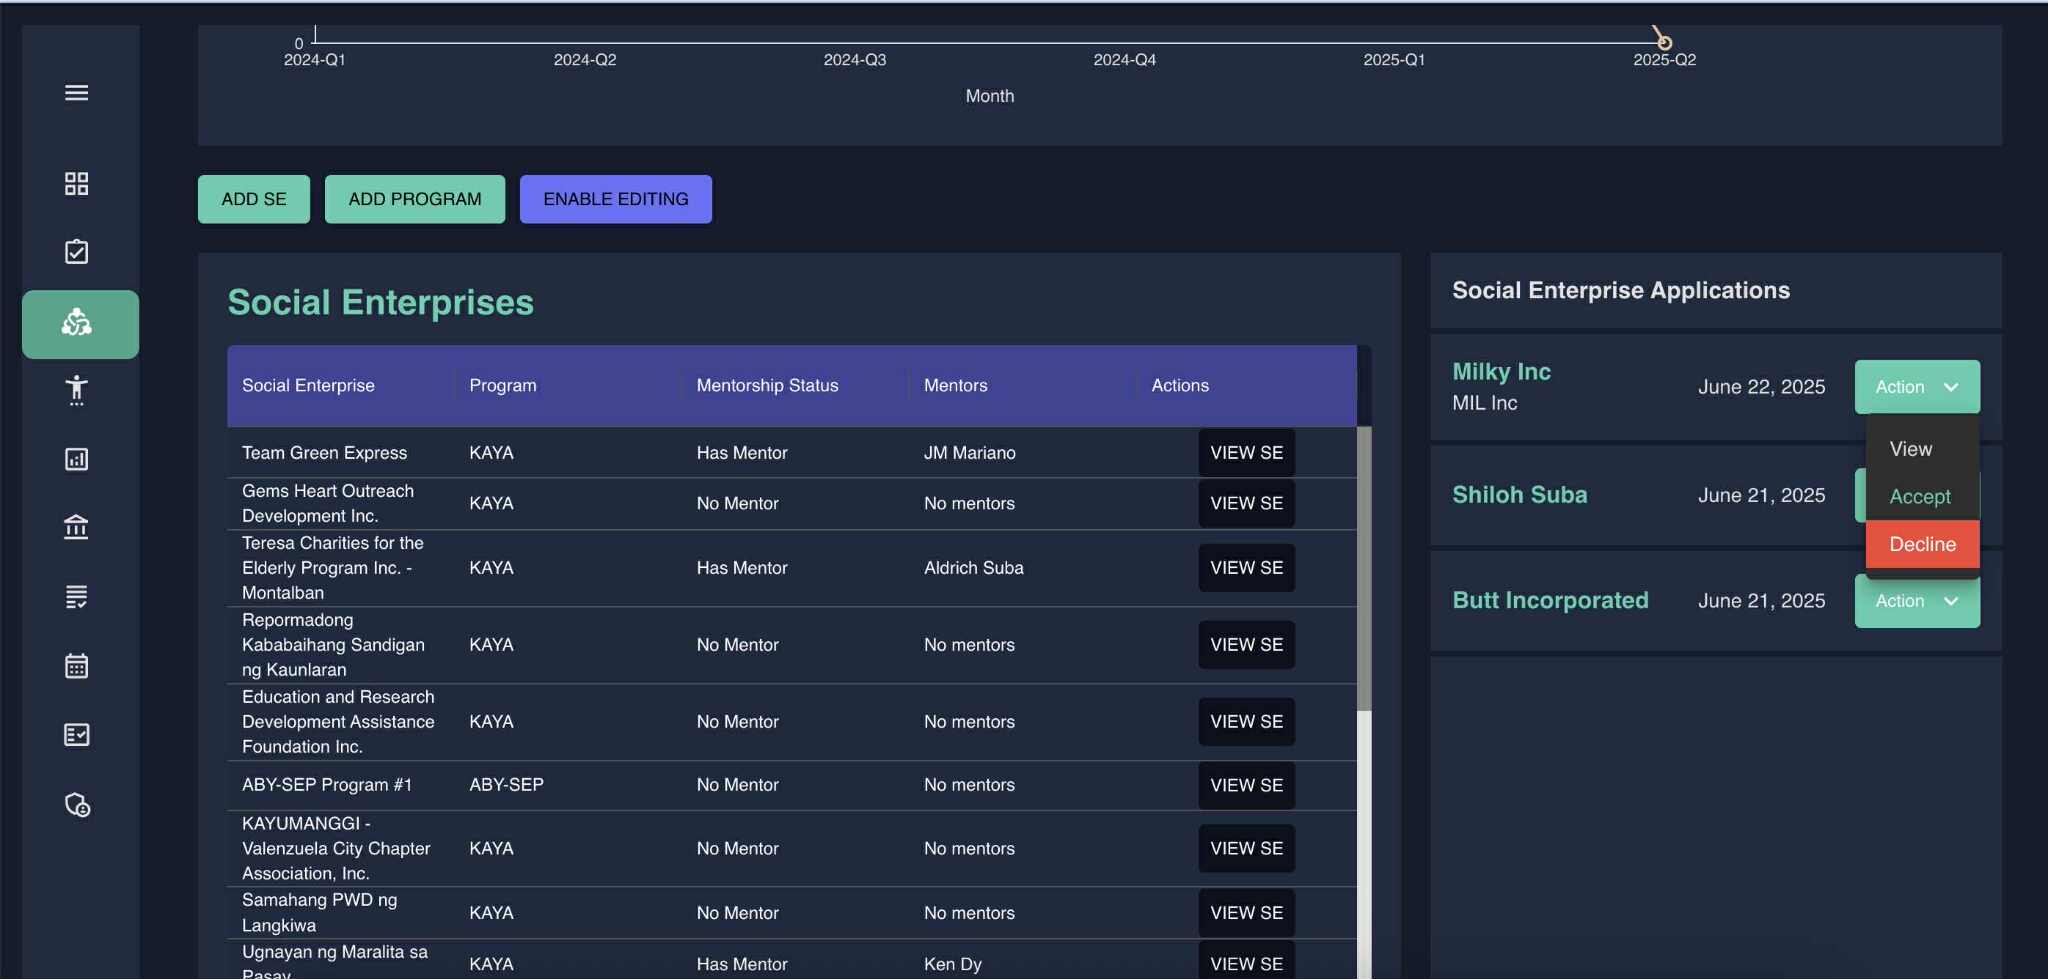 0
2024-Q1 2024-Q2 2024-Q3 2024-Q4 2025-Q1 2025-Q2
Month
ADD SE ADD PROGRAM ENABLE EDITING
Social Enterprises
Social Enterprise Program Mentorship Status Mentors Actions
Team Green Express KAYA Has Mentor JM Mariano VIEW SE
Gems Heart Outreach
Development Inc. KAYA No Mentor No mentors VIEW SE
Teresa Charities for the
Elderly Program Inc. - KAYA Has Mentor Aldrich Suba VIEW SE
Montalban
Repormadong
Kababaihang Sandigan KAYA No Mentor No mentors VIEW SE
ng Kaunlaran
Education and Research
Development Assistance KAYA No Mentor No mentors VIEW SE
Foundation Inc.
ABY-SEP Program #1 ABY-SEP No Mentor No mentors VIEW SE
KAYUMANGGI -
Valenzuela City Chapter KAYA No Mentor No mentors VIEW SE
Association, Inc.
Samahang PWD ng
Langkiwa KAYA No Mentor No mentors VIEW SE
Ugnayan ng Maralita sa
Pasay KAYA Has Mentor Ken Dy VIEW SE
Social Enterprise Applications
Milky Inc
MIL Inc
June 22, 2025 Action
View
Accept
Decline
Shiloh Suba June 21, 2025
Butt Incorporated June 21, 2025 Action